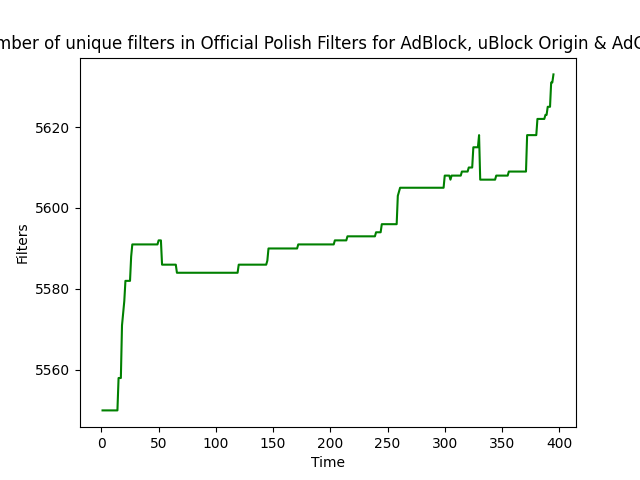 mber of unique filters in Official Polish Filters for AdBlock, uBlock Origin & AdG
5620
5600
5580
5560
Filters
0 50 100 150 200 250 300 350 400
Time